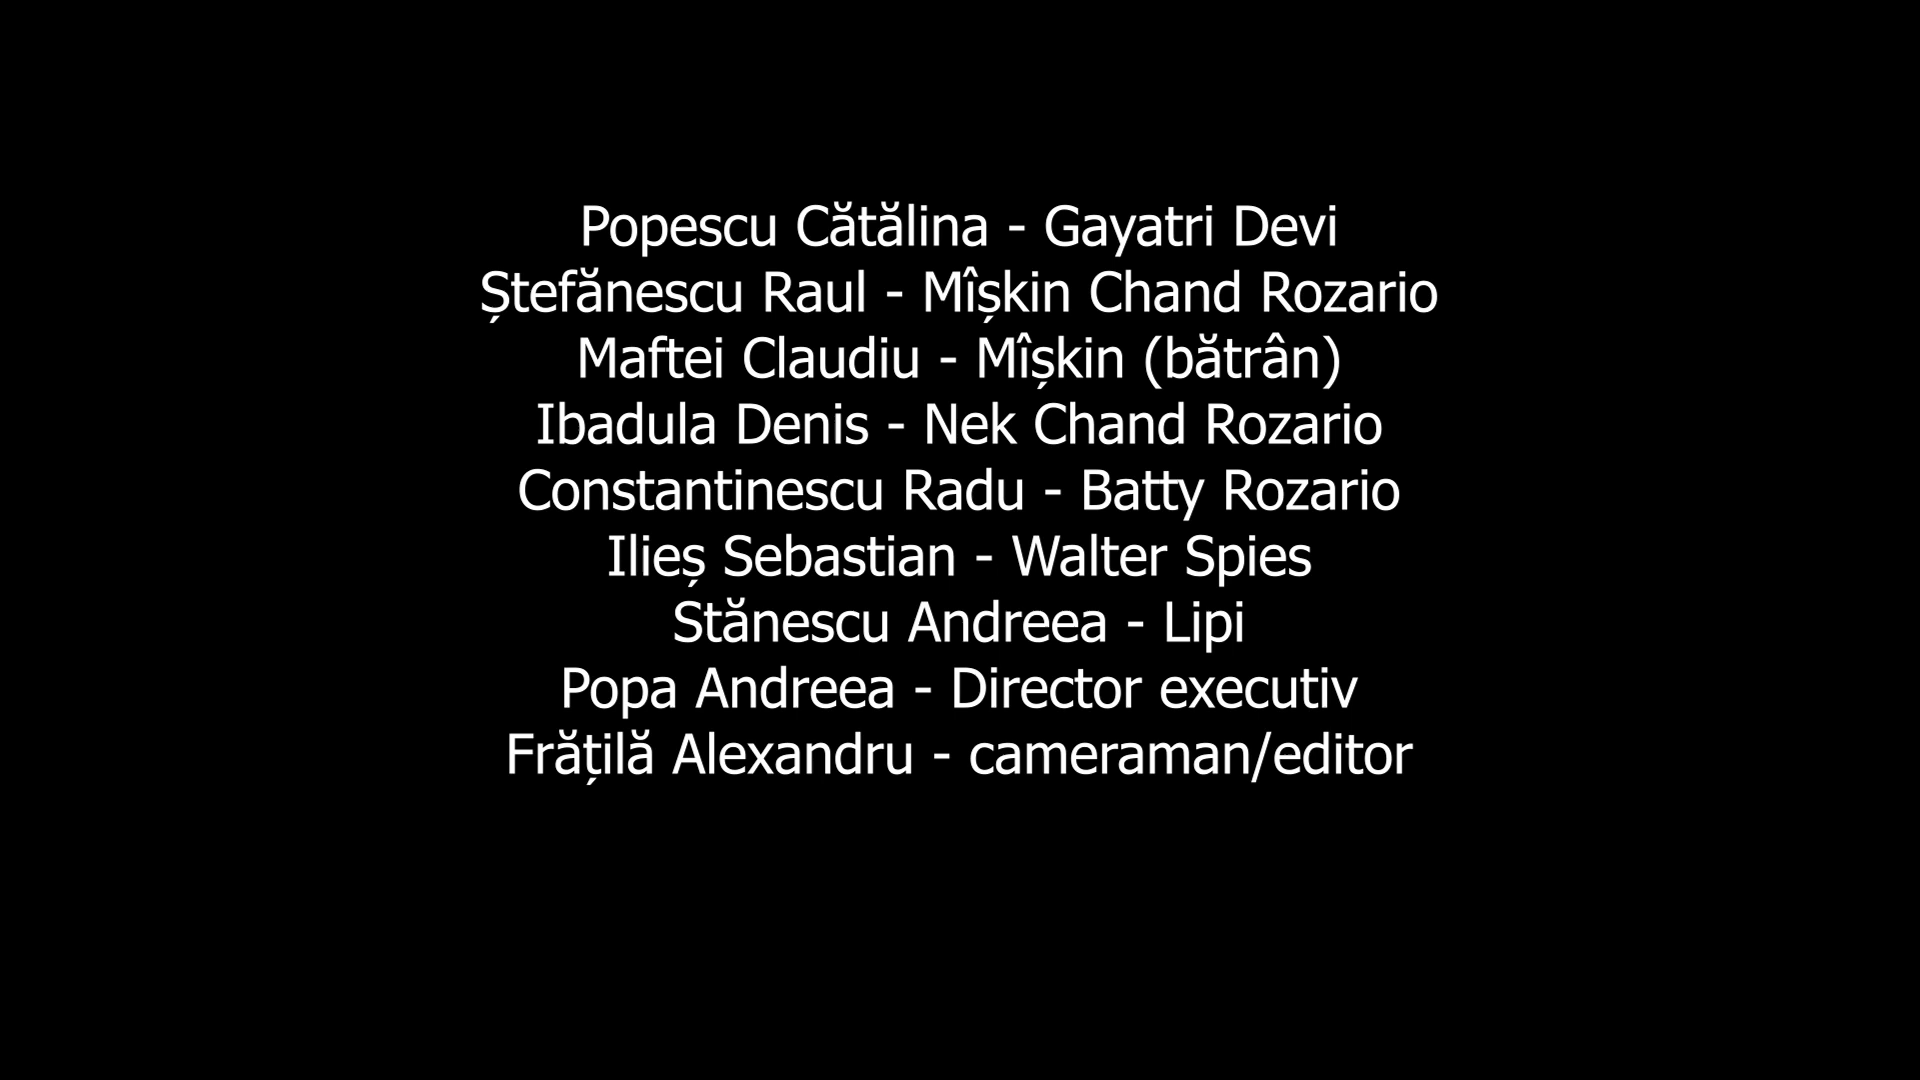 Popescu Cătălina - Gayatri Devi
Ștefănescu Raul - Mîșkin Chand Rozario
Maftei Claudiu - Mîșkin (bătrân)
Ibadula Denis - Nek Chand Rozario
Constantinescu Radu - Batty Rozario
Ilieș Sebastian - Walter Spies
Stănescu Andreea - Lipi
Popa Andreea - Director executiv
Frățilă Alexandru - cameraman/editor